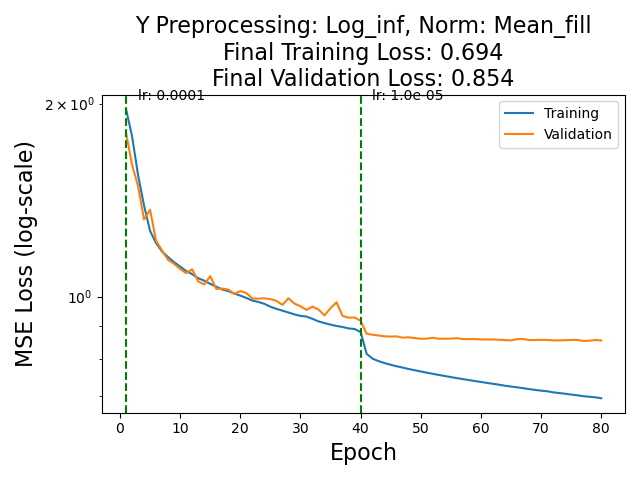 Y Preprocessing: Log_inf, Norm: Mean_fill
Final Training Loss: 0.694
Final Validation Loss: 0.854
lr: 0.0001
lr: 1.0e-05
2 × 10⁰
10⁰
MSE Loss (log-scale)
Training
Validation
0 10 20 30 40 50 60 70 80
Epoch